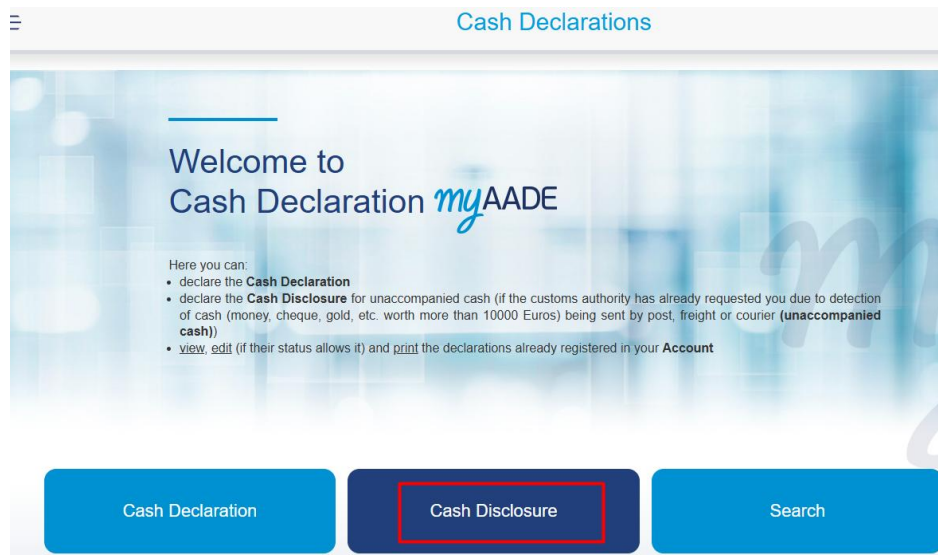 Cash Declarations
Welcome to
Cash Declaration myAADE
Here you can:
• declare the Cash Declaration
• declare the Cash Disclosure for unaccompanied cash (if the customs authority has already requested you due to detection
of cash (money, cheque, gold, etc. worth more than 10000 Euros) being sent by post, freight or courier (unaccompanied
cash))
• view, edit (if their status allows it) and print the declarations already registered in your Account
Cash Declaration
Cash Disclosure
Search